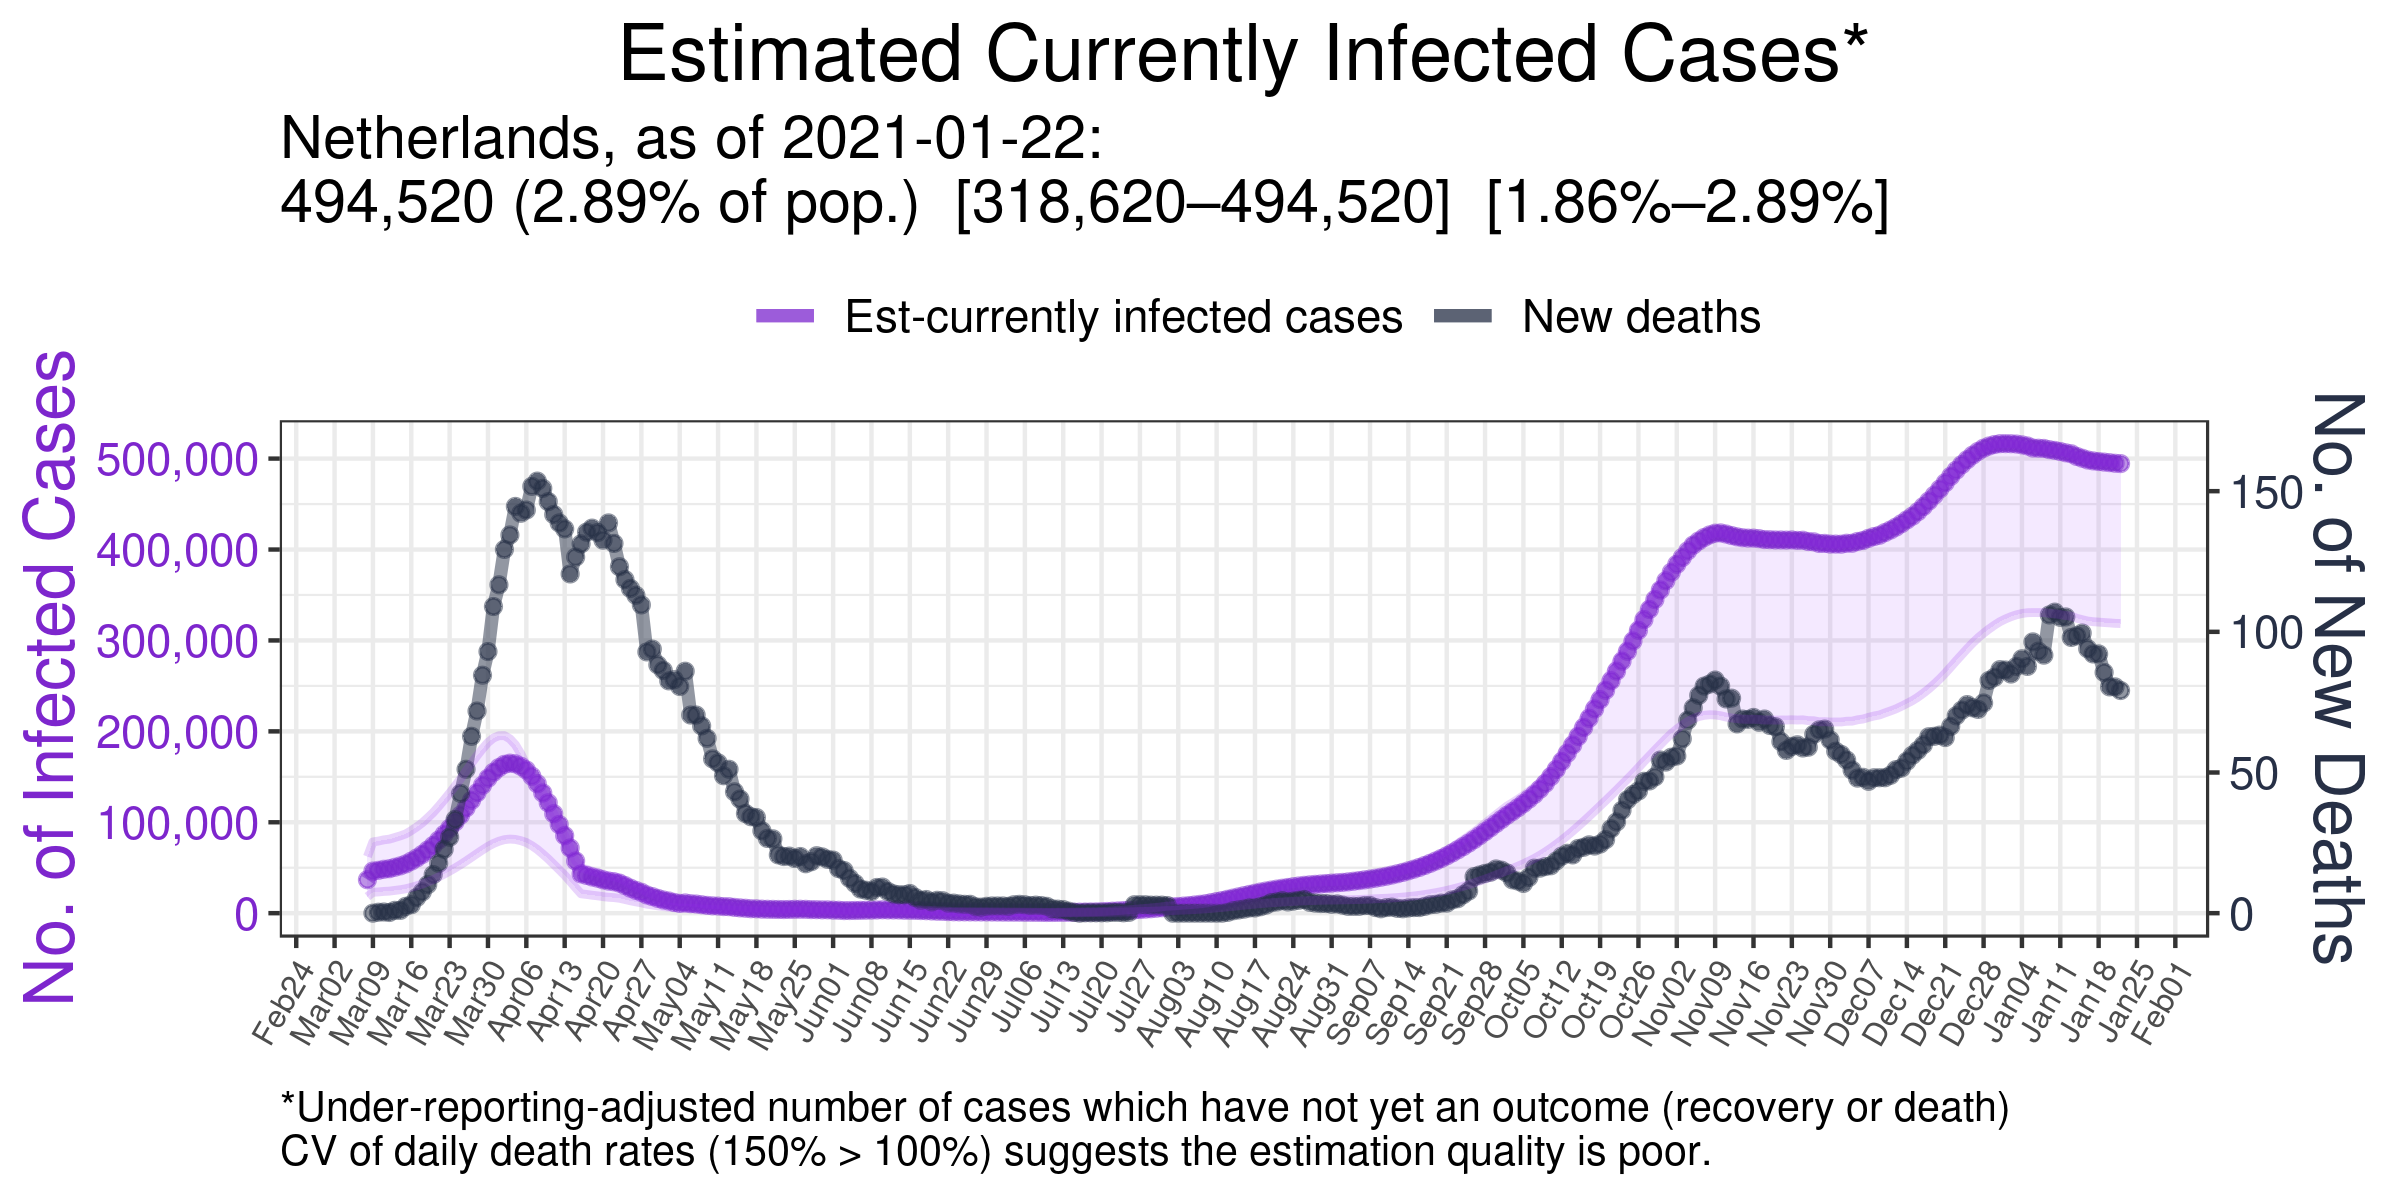 Estimated Currently Infected Cases*
Netherlands, as of 2021-01-22:
494,520 (2.89% of pop.) [318,620–494,520] [1.86%–2.89%]
Est-currently infected cases
New deaths
No. of Infected Cases
500,000
400,000
300,000
200,000
100,000
0
No. of New Deaths
150
100
50
0
Feb24
Mar02
Mar09
Mar16
Mar23
Mar30
Apr06
Apr13
Apr20
Apr27
May04
May11
May18
May25
Jun01
Jun08
Jun15
Jun22
Jun29
Jul06
Jul13
Jul20
Jul27
Aug03
Aug10
Aug17
Aug24
Aug31
Sep07
Sep14
Sep21
Sep28
Oct05
Oct12
Oct19
Oct26
Nov02
Nov09
Nov16
Nov23
Nov30
Dec07
Dec14
Dec21
Dec28
Jan04
Jan11
Jan18
Jan25
Feb01
*Under-reporting-adjusted number of cases which have not yet an outcome (recovery or death)
CV of daily death rates (150% > 100%) suggests the estimation quality is poor.